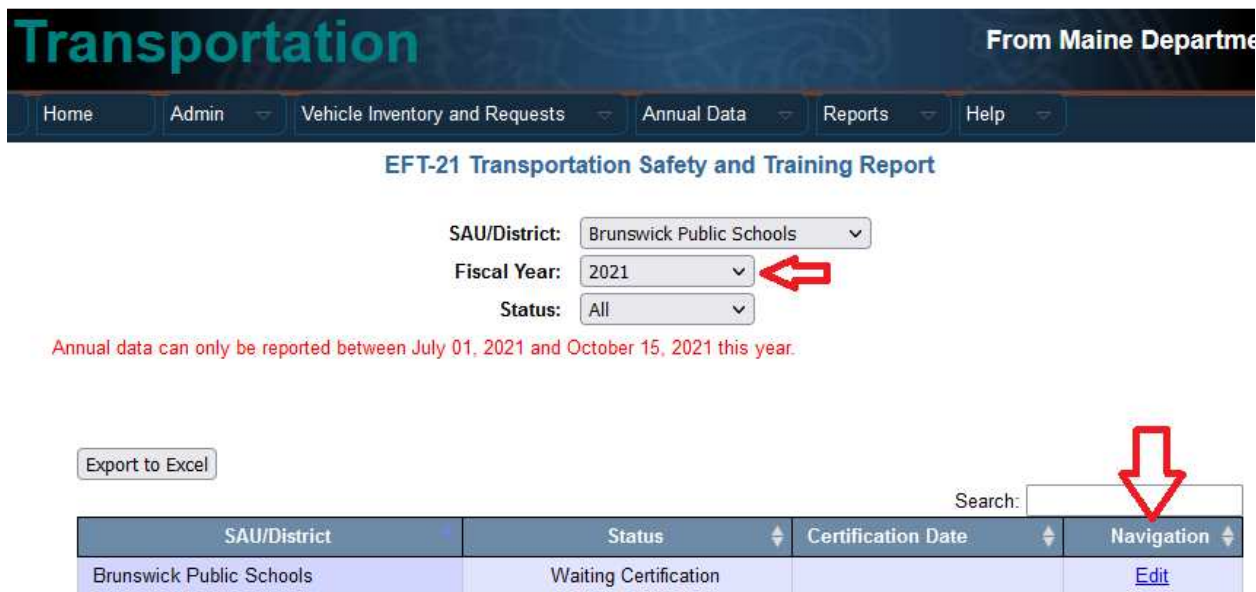 Transportation
From Maine Departme
Home Admin Vehicle Inventory and Requests Annual Data Reports Help
EFT-21 Transportation Safety and Training Report
SAU/District: Brunswick Public Schools
Fiscal Year: 2021
Status: All
Annual data can only be reported between July 01, 2021 and October 15, 2021 this year.
Export to Excel
Search:
SAU/District Status Certification Date Navigation
Brunswick Public Schools Waiting Certification Edit